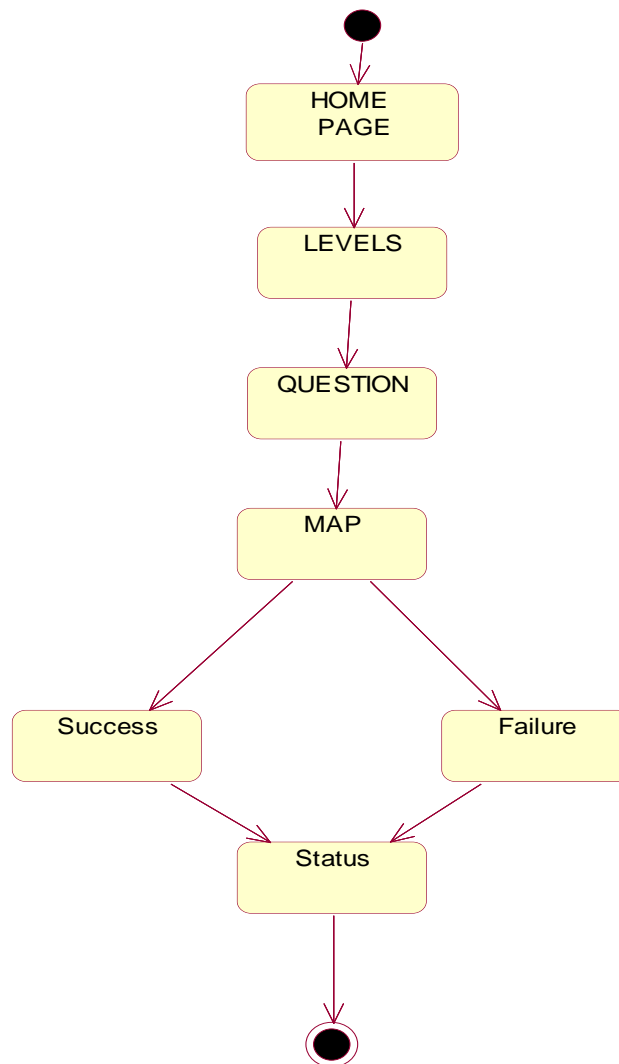 HOME
PAGE
LEVELS
QUESTION
MAP
Success
Failure
Status